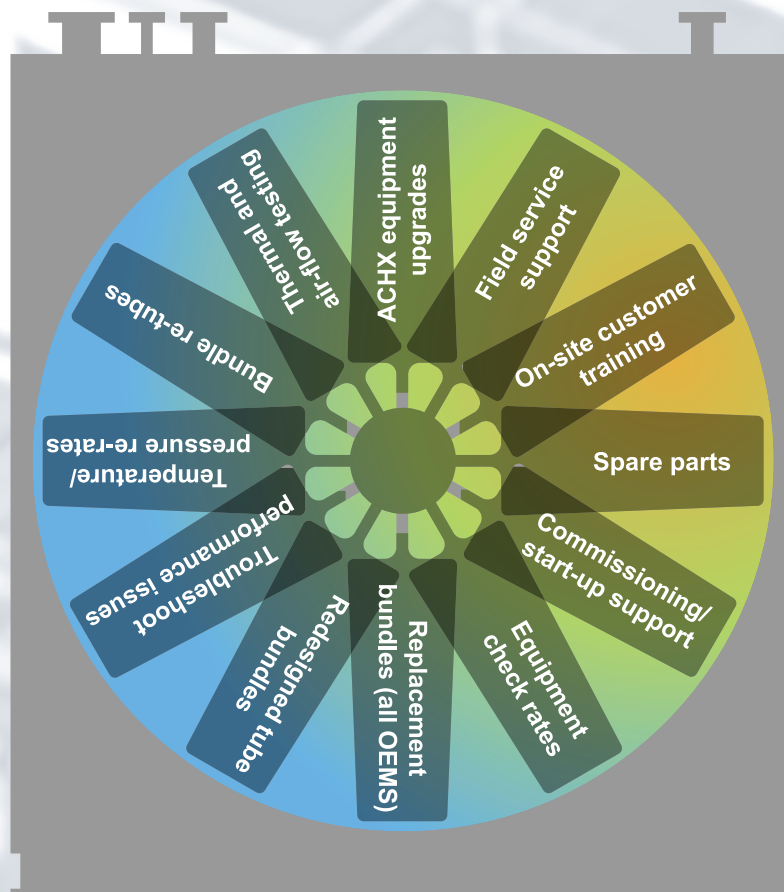 ACHX equipment
upgrades
Field service
support
On-site customer
training
Spare parts
Commissioning/
start-up support
Equipment
check rates
Replacement
bundles (all OEMS)
Redesigned tube
bundles
Troubleshoot
performance issues
Temperature/
pressure re-rates
Bundle re-tubes
Thermal and
air-flow testing